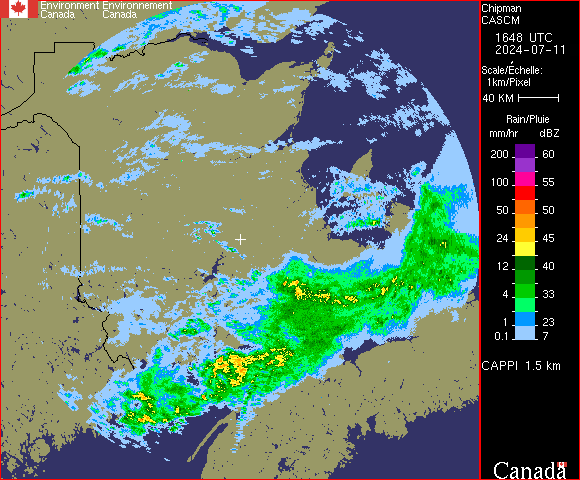 Environment Environnement
Canada Canada
Chipman
CASCM
1648 UTC
2024-07-11
Scale/Échelle:
1km/Pixel
40 KM
Rain/Pluie
mm/hr dBZ
200 60
100 55
50 50
24 45
12 40
4 33
1 23
0.1 7
CAPPI 1.5 km
Canada